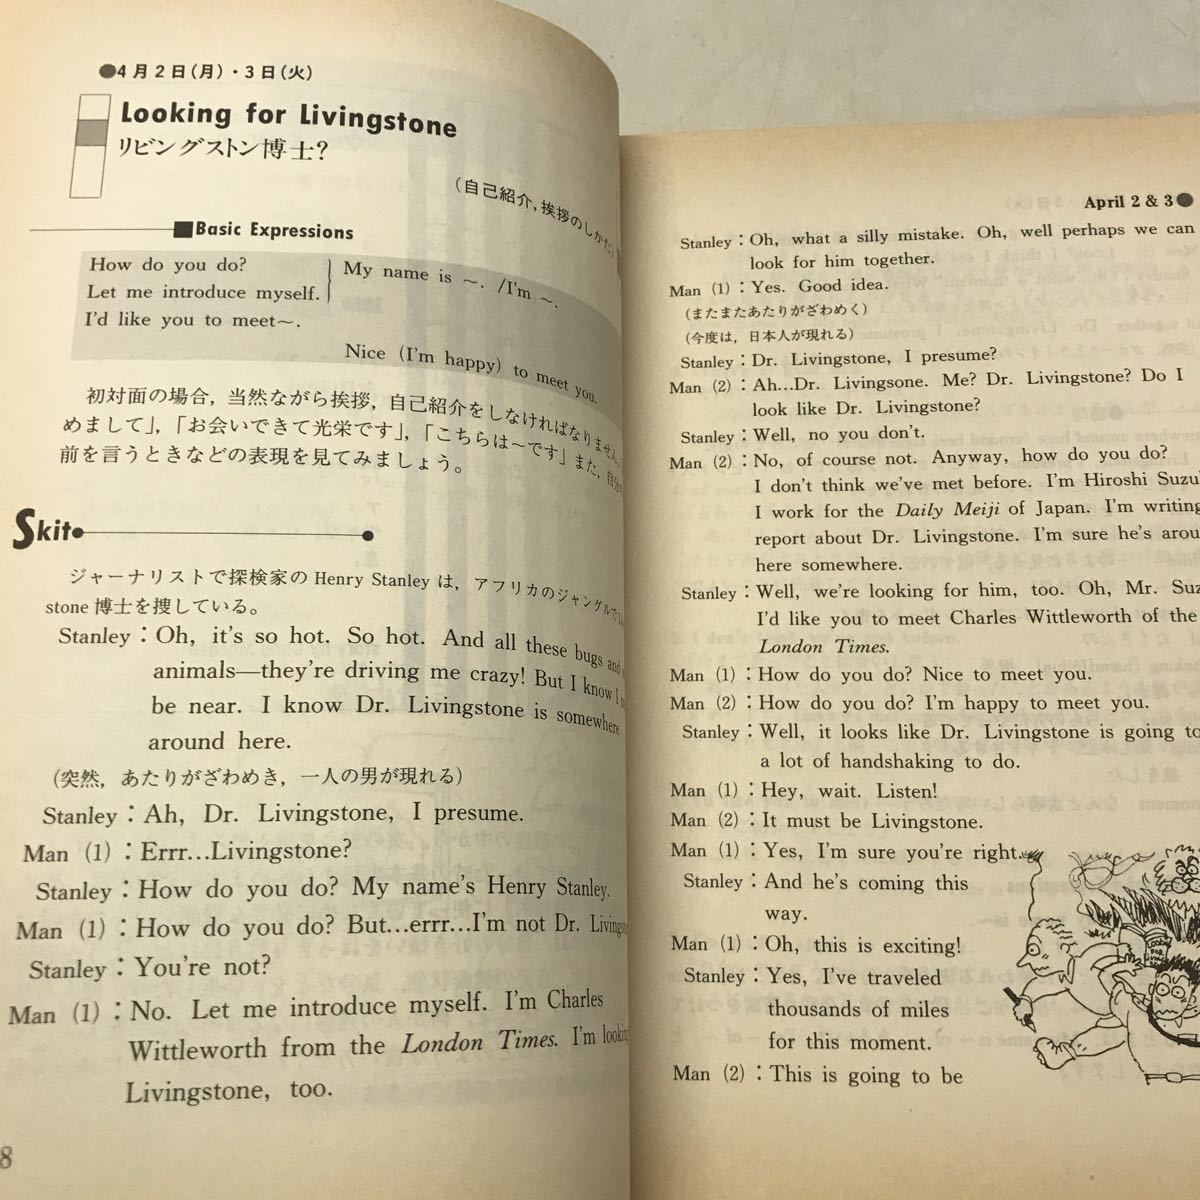 ●4月2日(月)・3日(火)
Looking for Livingstone
リビングストン博士?
(自己紹介,挨拶のしかた)
■Basic Expressions
How do you do?
Let me introduce myself.
My name is ～. /I'm ～.
I'd like you to meet～.
Nice (I'm happy) to meet you.
初対面の場合,当然ながら挨拶,自己紹介をしなければなりません。
めまして」,「お会いできて光栄です」,「こちらは～です」また,自分
前を言うときなどの表現を見てみましょう。
Skit
ジャーナリストで探検家の Henry Stanley は,アフリカのジャングルで
stone 博士を捜している。
Stanley:Oh, it's so hot. So hot. And all these bugs and
animals—they're driving me crazy! But I know I
be near. I know Dr. Livingstone is somewhere
around here.
(突然,あたりがざわめき,一人の男が現れる)
Stanley:Ah, Dr. Livingstone, I presume.
Man (1):Errr...Livingstone?
Stanley:How do you do? My name's Henry Stanley.
Man (1):How do you do? But...errr...I'm not Dr. Livings
Stanley:You're not?
Man (1):No. Let me introduce myself. I'm Charles
Wittleworth from the London Times. I'm looking
Livingstone, too.
8
April 2 & 3●
Stanley:Oh, what a silly mistake. Oh, well perhaps we can
look for him together.
Man (1):Yes. Good idea.
(またまたあたりがざわめく)
(今度は,日本人が現れる)
Stanley:Dr. Livingstone, I presume?
Man (2):Ah...Dr. Livingsone. Me? Dr. Livingstone? Do I
look like Dr. Livingstone?
Stanley:Well, no you don't.
Man (2):No, of course not. Anyway, how do you do?
I don't think we've met before. I'm Hiroshi Suzu
I work for the Daily Meiji of Japan. I'm writing
report about Dr. Livingstone. I'm sure he's arou
here somewhere.
Stanley:Well, we're looking for him, too. Oh, Mr. Suz
I'd like you to meet Charles Wittleworth of the
London Times.
Man (1):How do you do? Nice to meet you.
Man (2):How do you do? I'm happy to meet you.
Stanley:Well, it looks like Dr. Livingstone is going to
a lot of handshaking to do.
Man (1):Hey, wait. Listen!
Man (2):It must be Livingstone.
Man (1):Yes, I'm sure you're right.
Stanley:And he's coming this
way.
Man (1):Oh, this is exciting!
Stanley:Yes, I've traveled
thousands of miles
for this moment.
Man (2):This is going to be